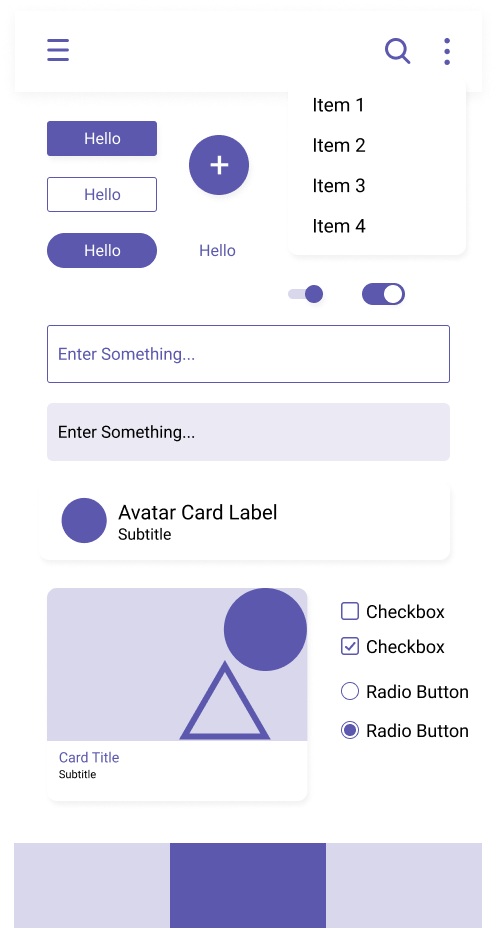 Item 1
Hello
Item 2
Item 3
Hello
Item 4
Hello
Hello
Enter Something...
Enter Something...
Avatar Card Label
Subtitle
Checkbox
Checkbox
Radio Button
Radio Button
Card Title
Subtitle